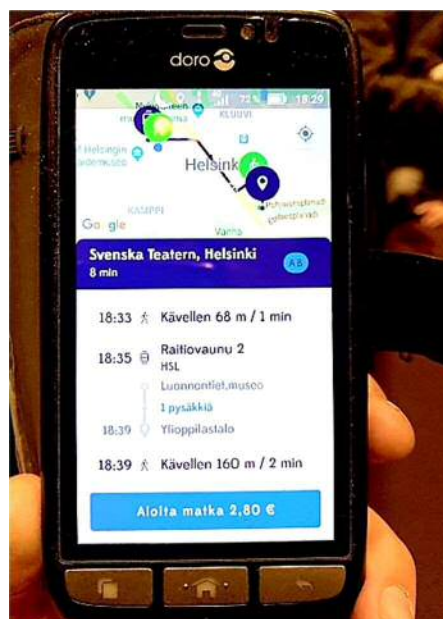 doro
72% 18:29
KLUUVI
Helsinki
KAMPPI
Google
Vanha
Svenska Teatern, Helsinki
8 min
AB
18:33 Kävellen 68 m / 1 min
18:35 Raitiovaunu 2
HSL
Luonnontiet.museo
1 pysäkkiä
18:39 Ylioppilastalo
18:39 Kävellen 160 m / 2 min
Aloita matka 2,80 €